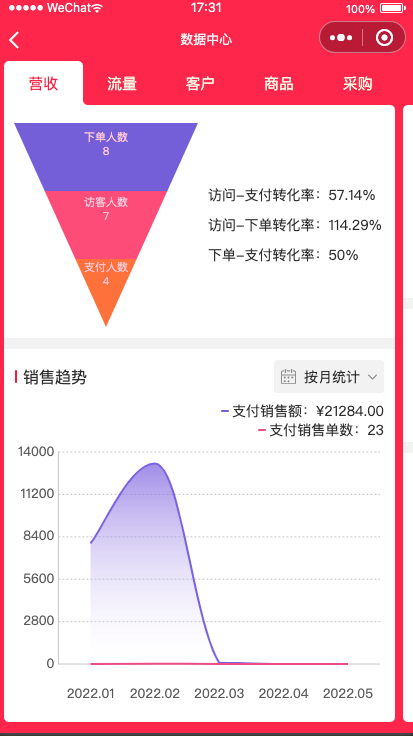 WeChat
17:31
100%
数据中心
营收
流量
客户
商品
采购
下单人数
8
访客人数
7
支付人数
4
访问-支付转化率：57.14%
访问-下单转化率：114.29%
下单-支付转化率：50%
销售趋势
按月统计
支付销售额：¥21284.00
支付销售单数：23
14000
11200
8400
5600
2800
0
2022.01
2022.02
2022.03
2022.04
2022.05